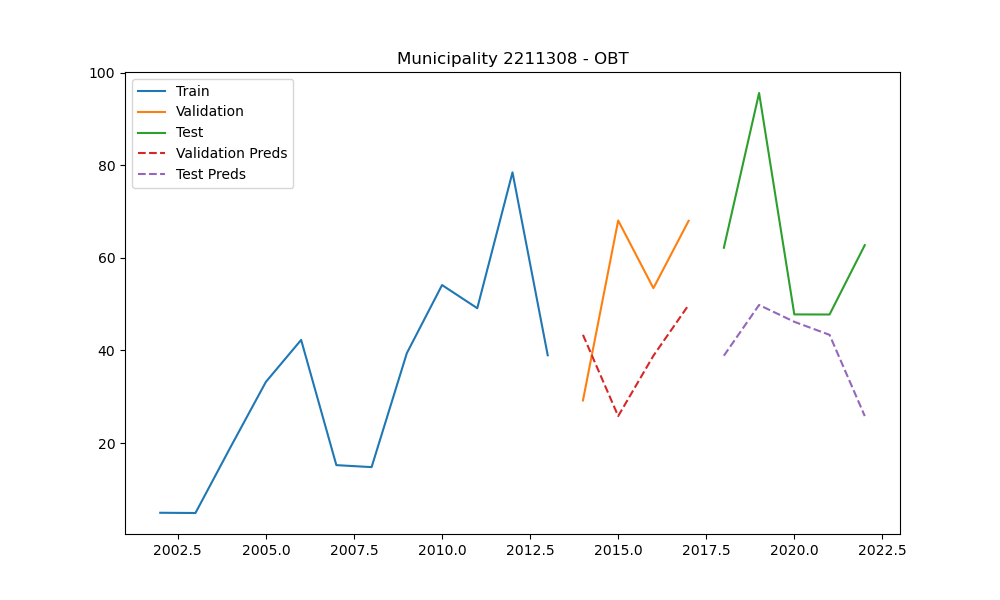 Municipality 2211308 - OBT
Train
Validation
Test
Validation Preds
Test Preds
100
80
60
40
20
2002.5 2005.0 2007.5 2010.0 2012.5 2015.0 2017.5 2020.0 2022.5